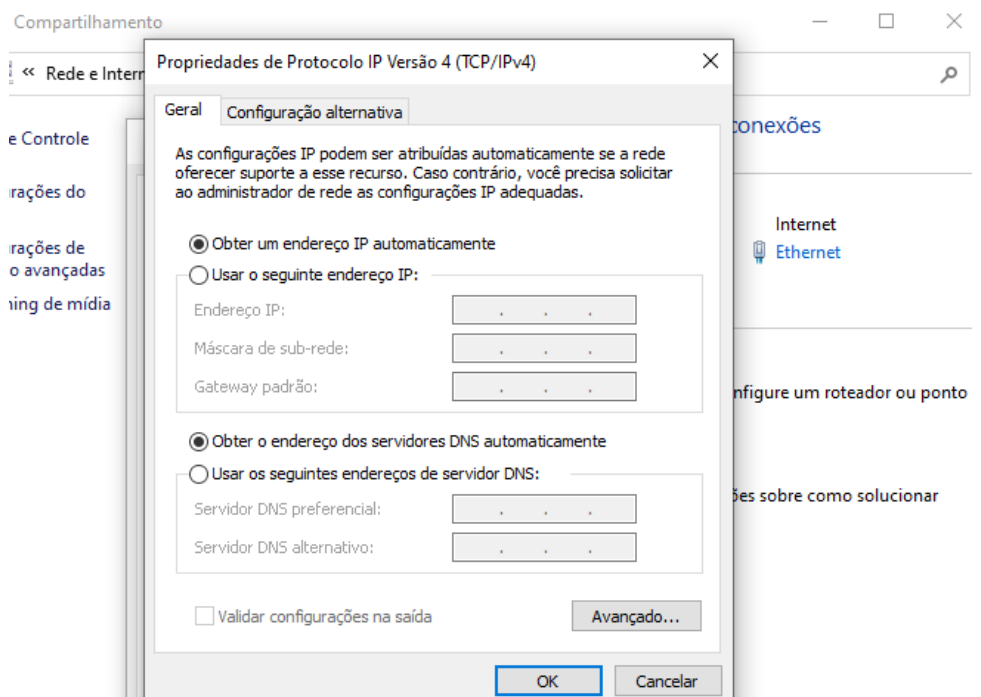 Compartilhamento
« Rede e Intern
Propriedades de Protocolo IP Versão 4 (TCP/IPv4)
Geral
Configuração alternativa
As configurações IP podem ser atribuídas automaticamente se a rede
oferecer suporte a esse recurso. Caso contrário, você precisa solicitar
ao administrador de rede as configurações IP adequadas.
Obter um endereço IP automaticamente
Usar o seguinte endereço IP:
Endereço IP:
Máscara de sub-rede:
Gateway padrão:
Obter o endereço dos servidores DNS automaticamente
Usar os seguintes endereços de servidor DNS:
Servidor DNS preferencial:
Servidor DNS alternativo:
Validar configurações na saída
Avançado...
OK
Cancelar
e Controle
rações do
rações de
o avançadas
ing de mídia
conexões
Internet
Ethernet
nfigure um roteador ou ponto
ões sobre como solucionar